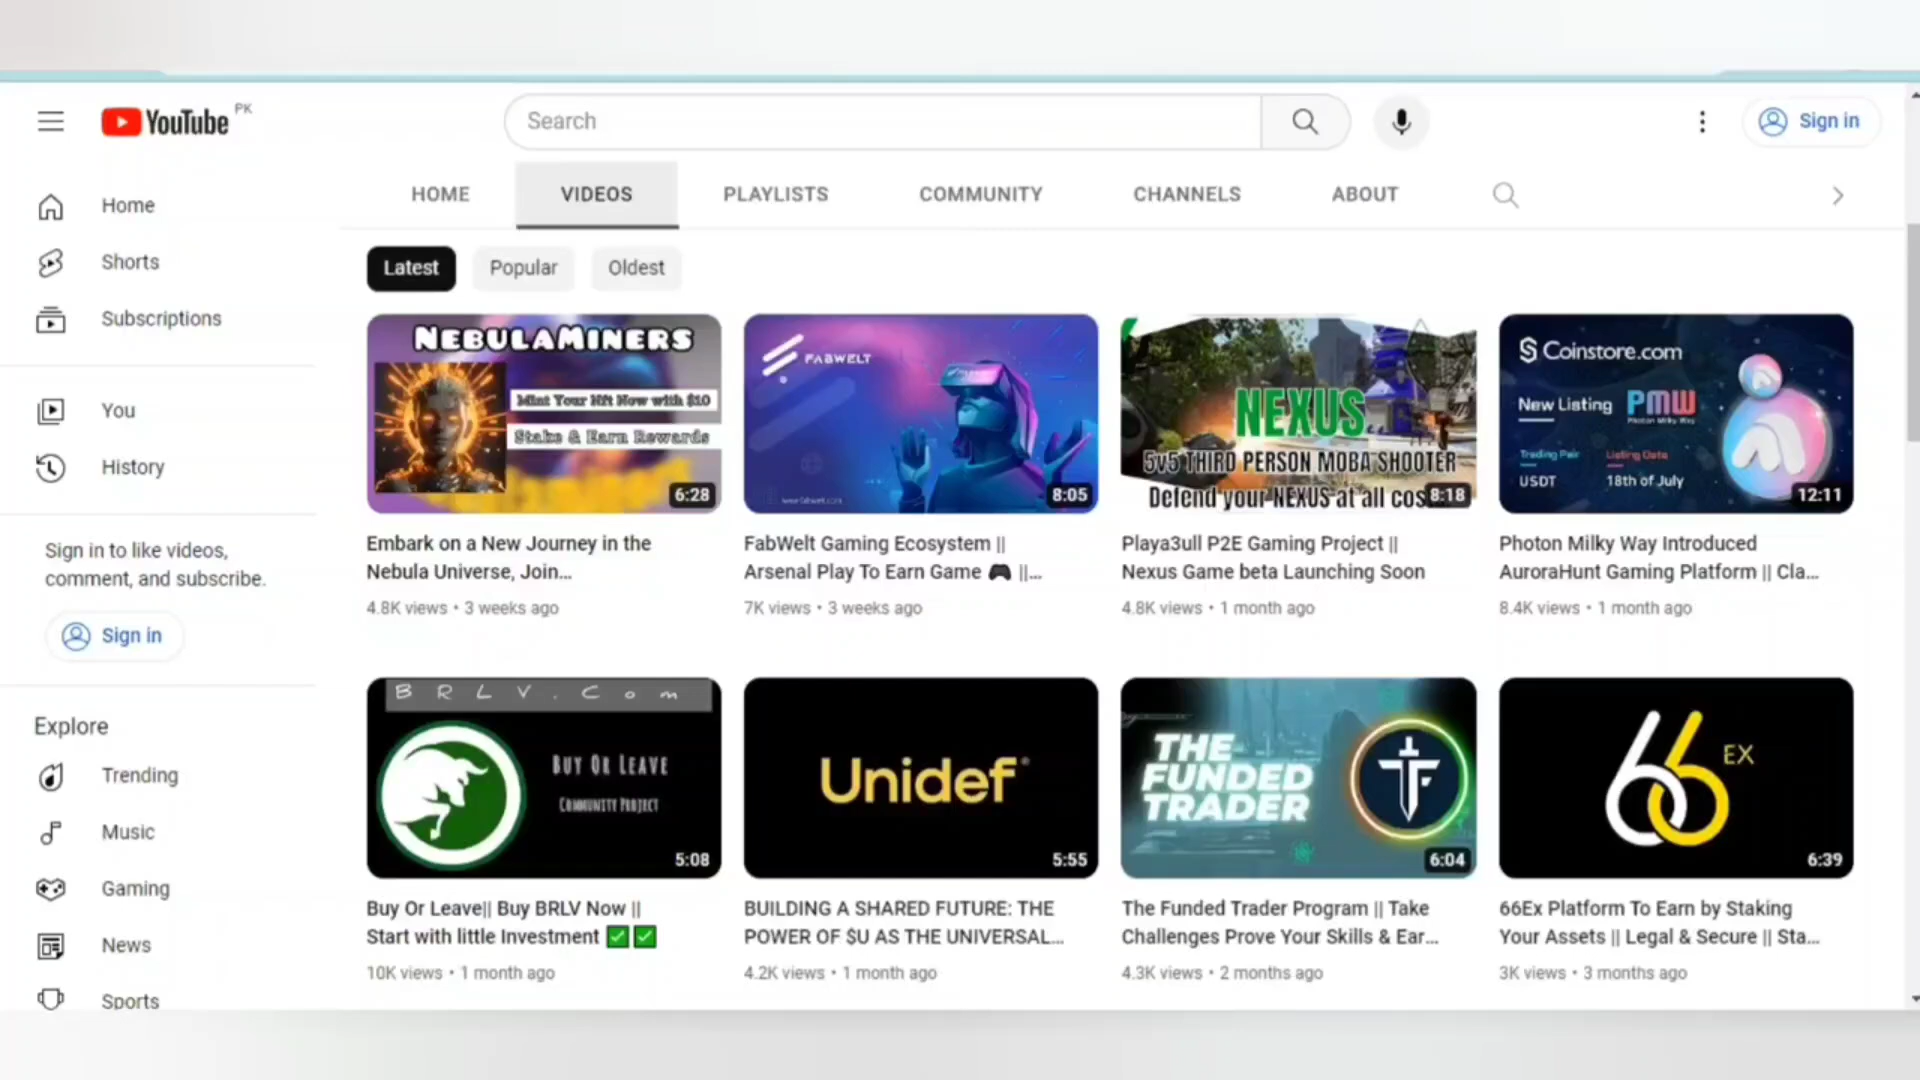 YouTube PK
Search
Sign in
HOME
VIDEOS
PLAYLISTS
COMMUNITY
CHANNELS
ABOUT
Home
Shorts
Subscriptions
You
History
Sign in to like videos,
comment, and subscribe.
Sign in
Explore
Trending
Music
Gaming
News
Sports
Latest
Popular
Oldest
NEBULAMINERS
Mint Your Nft Now with $10
Stake & Earn Rewards
6:28
Embark on a New Journey in the
Nebula Universe, Join...
4.8K views • 3 weeks ago
FABWELT
8:05
FabWelt Gaming Ecosystem ||
Arsenal Play To Earn Game 🎮 ||...
7K views • 3 weeks ago
NEXUS
5V5 THIRD PERSON MOBA SHOOTER
Defend your NEXUS at all cos
8:18
Playa3ull P2E Gaming Project ||
Nexus Game beta Launching Soon
4.8K views • 1 month ago
Coinstore.com
New Listing PMW
Photon Milky Way
Trading Pair
USDT
Listing Date
18th of July
12:11
Photon Milky Way Introduced
AuroraHunt Gaming Platform || Cla...
8.4K views • 1 month ago
BRLV.Com
BUY OR LEAVE
COMMUNITY PROJECT
5:08
Buy Or Leave|| Buy BRLV Now ||
Start with little Investment ✅ ✅
10K views • 1 month ago
Unidef
5:55
BUILDING A SHARED FUTURE: THE
POWER OF $U AS THE UNIVERSAL...
4.2K views • 1 month ago
THE
FUNDED
TRADER
6:04
The Funded Trader Program || Take
Challenges Prove Your Skills & Ear...
4.3K views • 2 months ago
66 EX
6:39
66Ex Platform To Earn by Staking
Your Assets || Legal & Secure || Sta...
3K views • 3 months ago